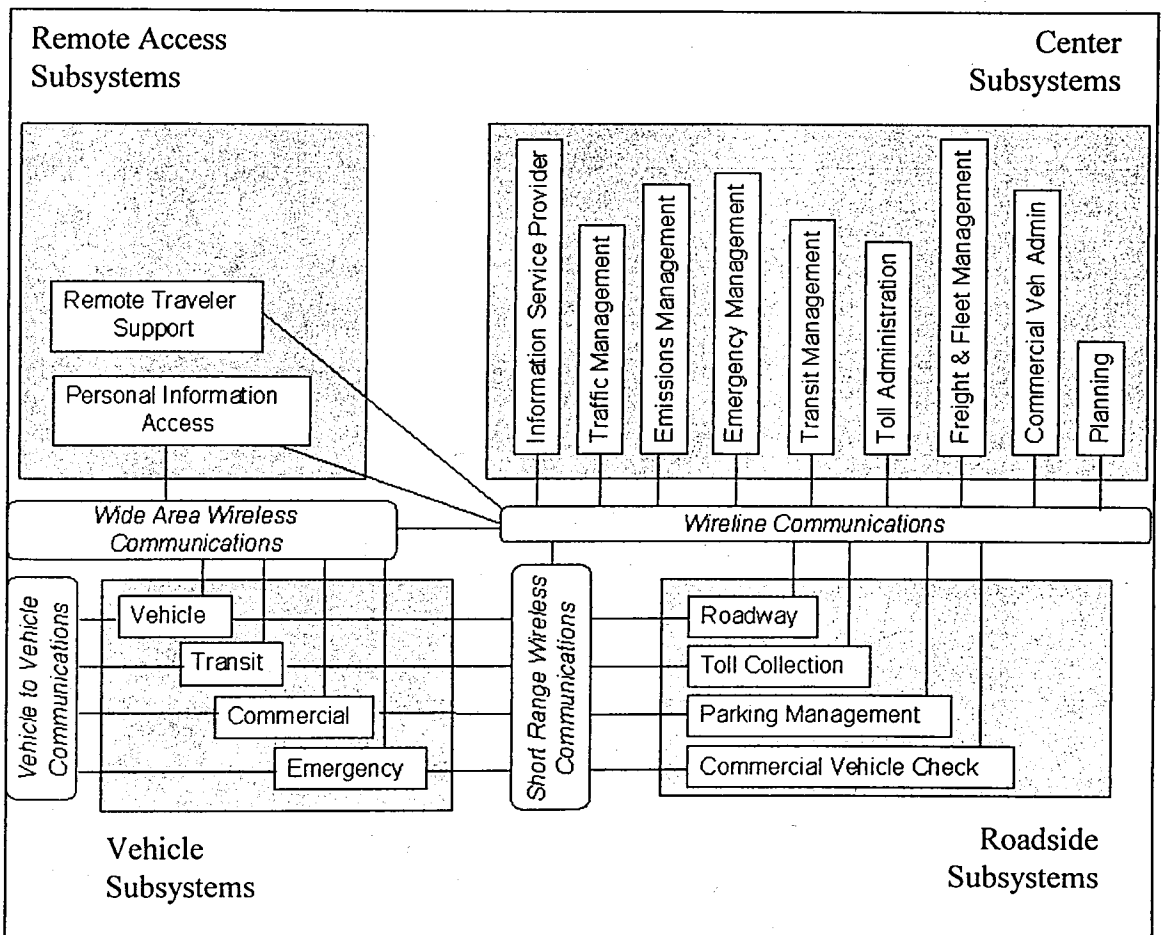 Remote Access
Subsystems
Center
Subsystems
Remote Traveler
Support
Personal Information
Access
Information Service Provider
Traffic Management
Emissions Management
Emergency Management
Transit Management
Toll Administration
Freight & Fleet Management
Commercial Veh Admin
Planning
Wide Area Wireless
Communications
Wireline Communications
Vehicle to Vehicle
Communications
Vehicle
Transit
Commercial
Emergency
Short Range Wireless
Communications
Roadway
Toll Collection
Parking Management
Commercial Vehicle Check
Vehicle
Subsystems
Roadside
Subsystems